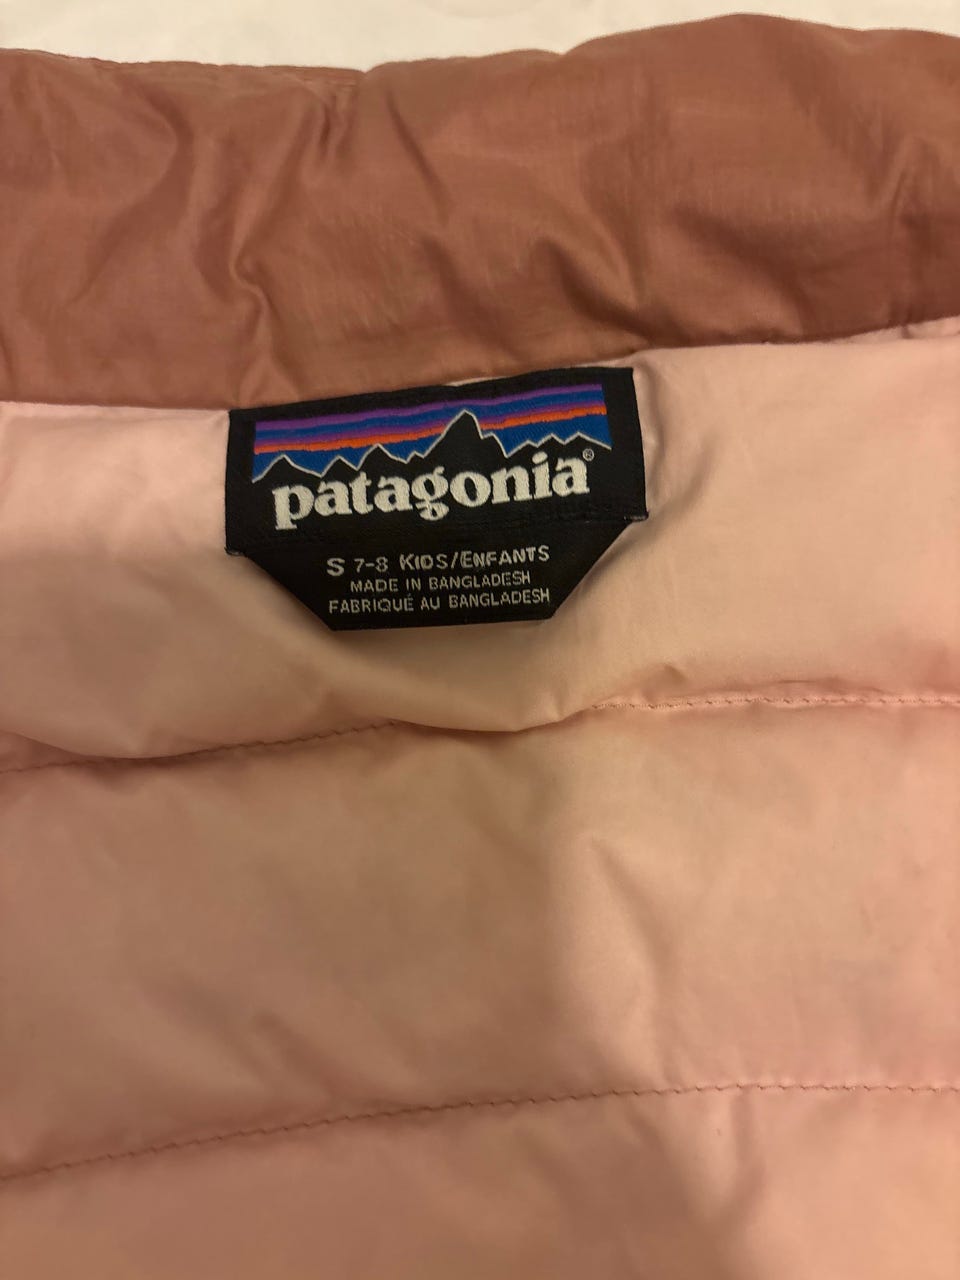 patagonia®
S 7-8 KIDS/ENFANTS
MADE IN BANGLADESH
FABRIQUÉ AU BANGLADESH